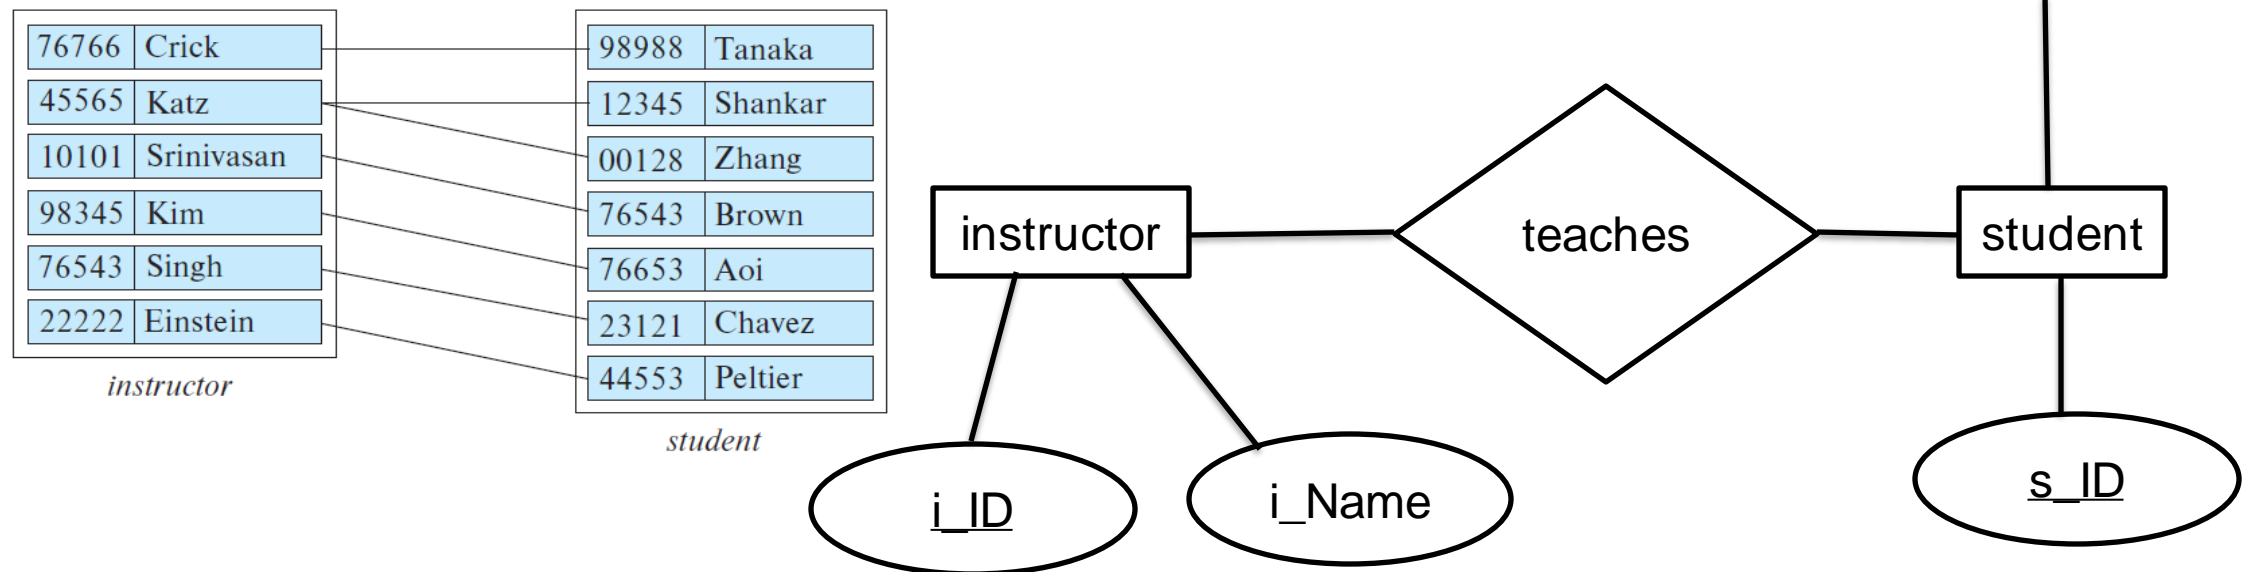 76766 Crick
45565 Katz
10101 Srinivasan
98345 Kim
76543 Singh
22222 Einstein
instructor
98988 Tanaka
12345 Shankar
00128 Zhang
76543 Brown
76653 Aoi
23121 Chavez
44553 Peltier
student
instructor
teaches
student
i_ID
i_Name
s_ID